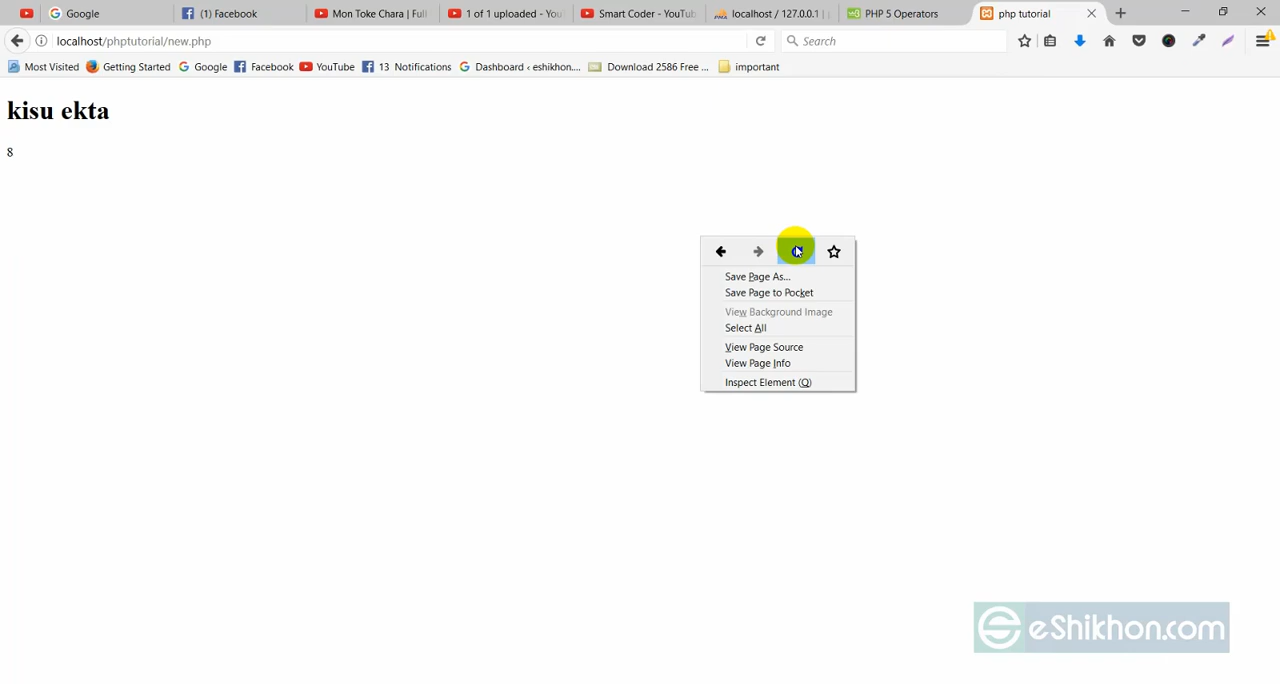 Google
(1) Facebook
Mon Toke Chara | Full
1 of 1 uploaded - You
Smart Coder - YouTub
localhost / 127.0.0.1 |
PHP 5 Operators
php tutorial
localhost/phptutorial/new.php
Search
Most Visited
Getting Started
Google
Facebook
YouTube
13 Notifications
Dashboard ‹ eshikhon....
Download 2586 Free ...
important
kisu ekta
8
Save Page As...
Save Page to Pocket
View Background Image
Select All
View Page Source
View Page Info
Inspect Element (Q)
eShikhon.com